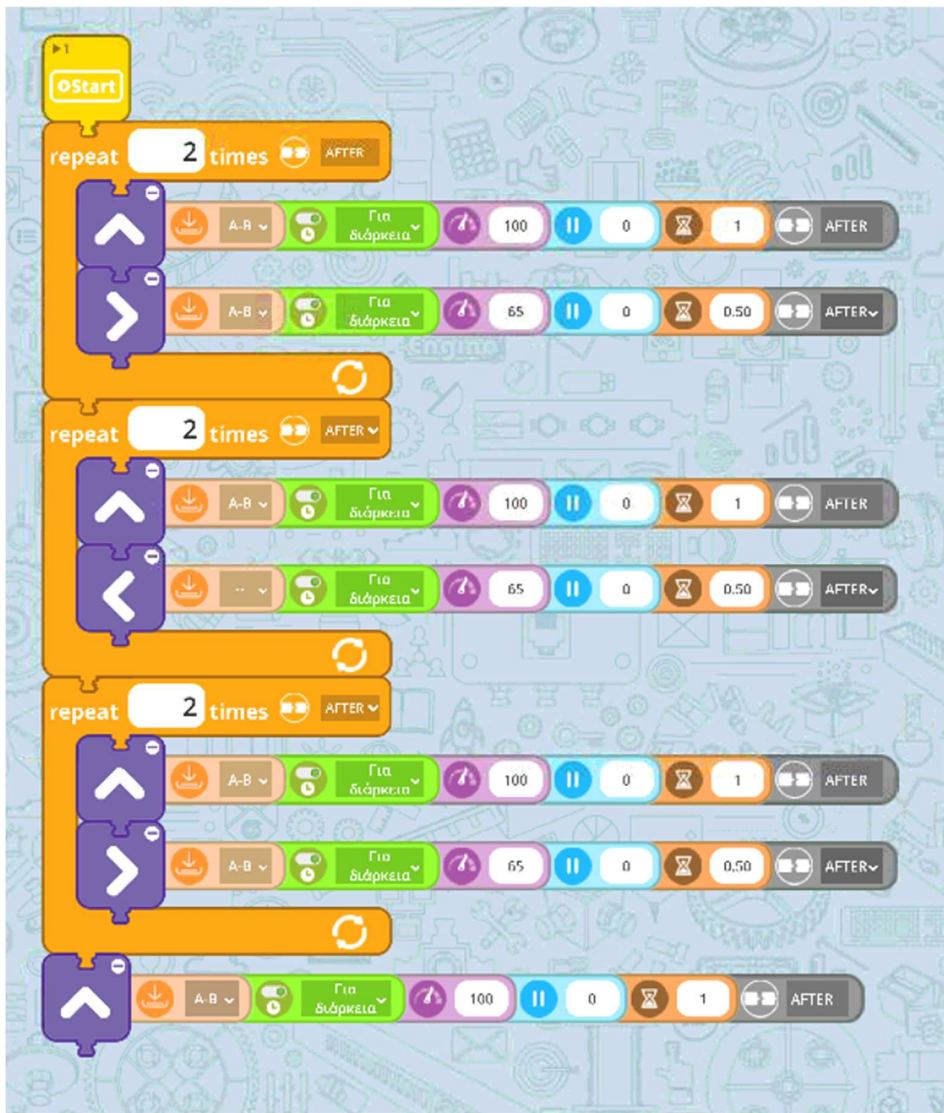 1
Start
repeat 2 times AFTER
A-B Για διάρκεια 100 0 1 AFTER
A-B Για διάρκεια 65 0 0.50 AFTER
Engine
repeat 2 times AFTER
A-B Για διάρκεια 100 0 1 AFTER
-- Για διάρκεια 65 0 0.50 AFTER
repeat 2 times AFTER
A-B Για διάρκεια 100 0 1 AFTER
A-B Για διάρκεια 65 0 0.50 AFTER
A-B Για διάρκεια 100 0 1 AFTER